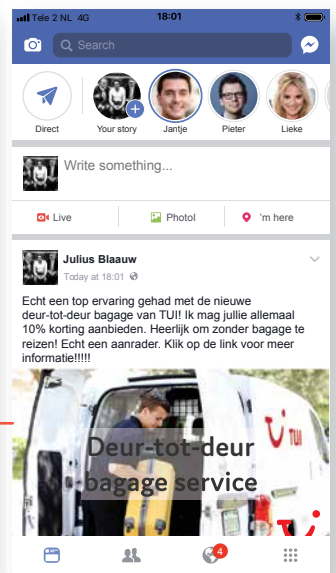 Tele 2 NL 4G 18:01
Search
Direct Your story Jantje Pieter Lieke
Write something...
Live Photol 'm here
Julius Blaauw
Today at 18:01
Echt een top ervaring gehad met de nieuwe
deur-tot-deur bagage van TUI! Ik mag jullie allemaal
10% korting aanbieden. Heerlijk om zonder bagage te
reizen! Echt een aanrader. Klik op de link voor meer
informatie!!!!!
TUI
Deur-tot-deur
bagage service
4